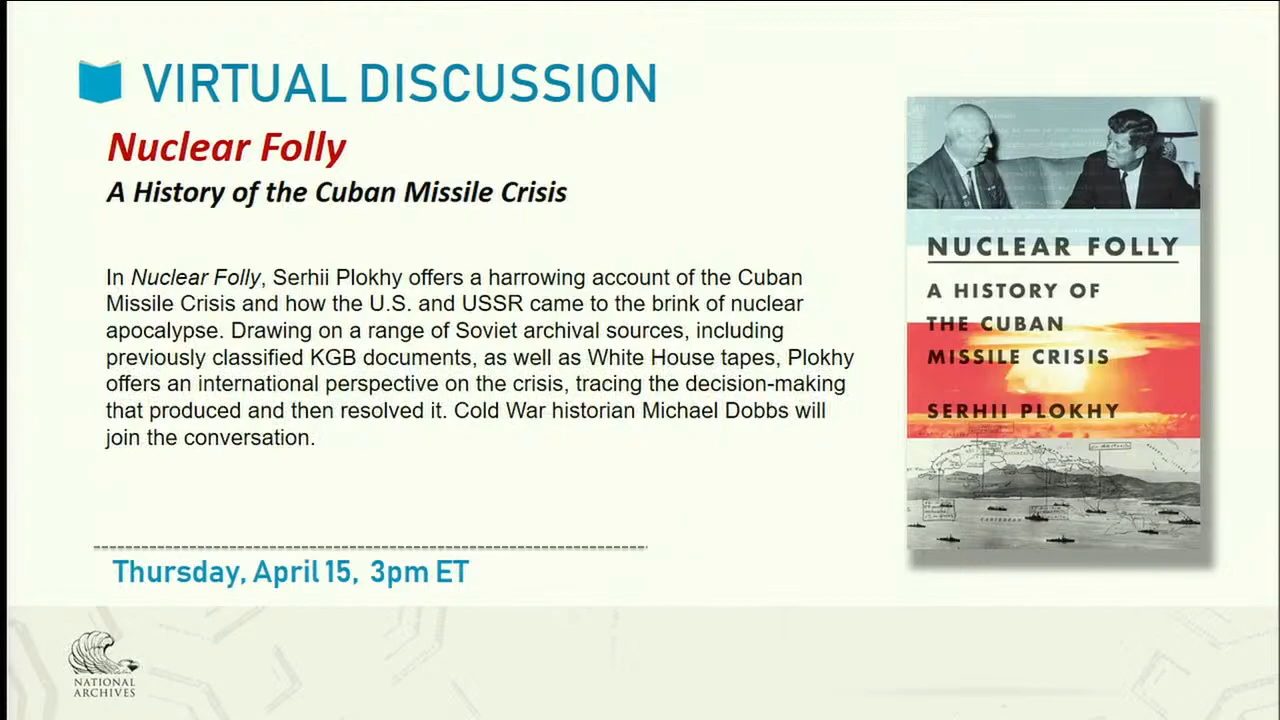 VIRTUAL DISCUSSION
Nuclear Folly
A History of the Cuban Missile Crisis
In Nuclear Folly, Serhii Plokhy offers a harrowing account of the Cuban
Missile Crisis and how the U.S. and USSR came to the brink of nuclear
apocalypse. Drawing on a range of Soviet archival sources, including
previously classified KGB documents, as well as White House tapes, Plokhy
offers an international perspective on the crisis, tracing the decision-making
that produced and then resolved it. Cold War historian Michael Dobbs will
join the conversation.
Thursday, April 15, 3pm ET
NATIONAL
ARCHIVES
NUCLEAR FOLLY
A HISTORY OF
THE CUBAN
MISSILE CRISIS
SERHII PLOKHY
CARIBBEAN